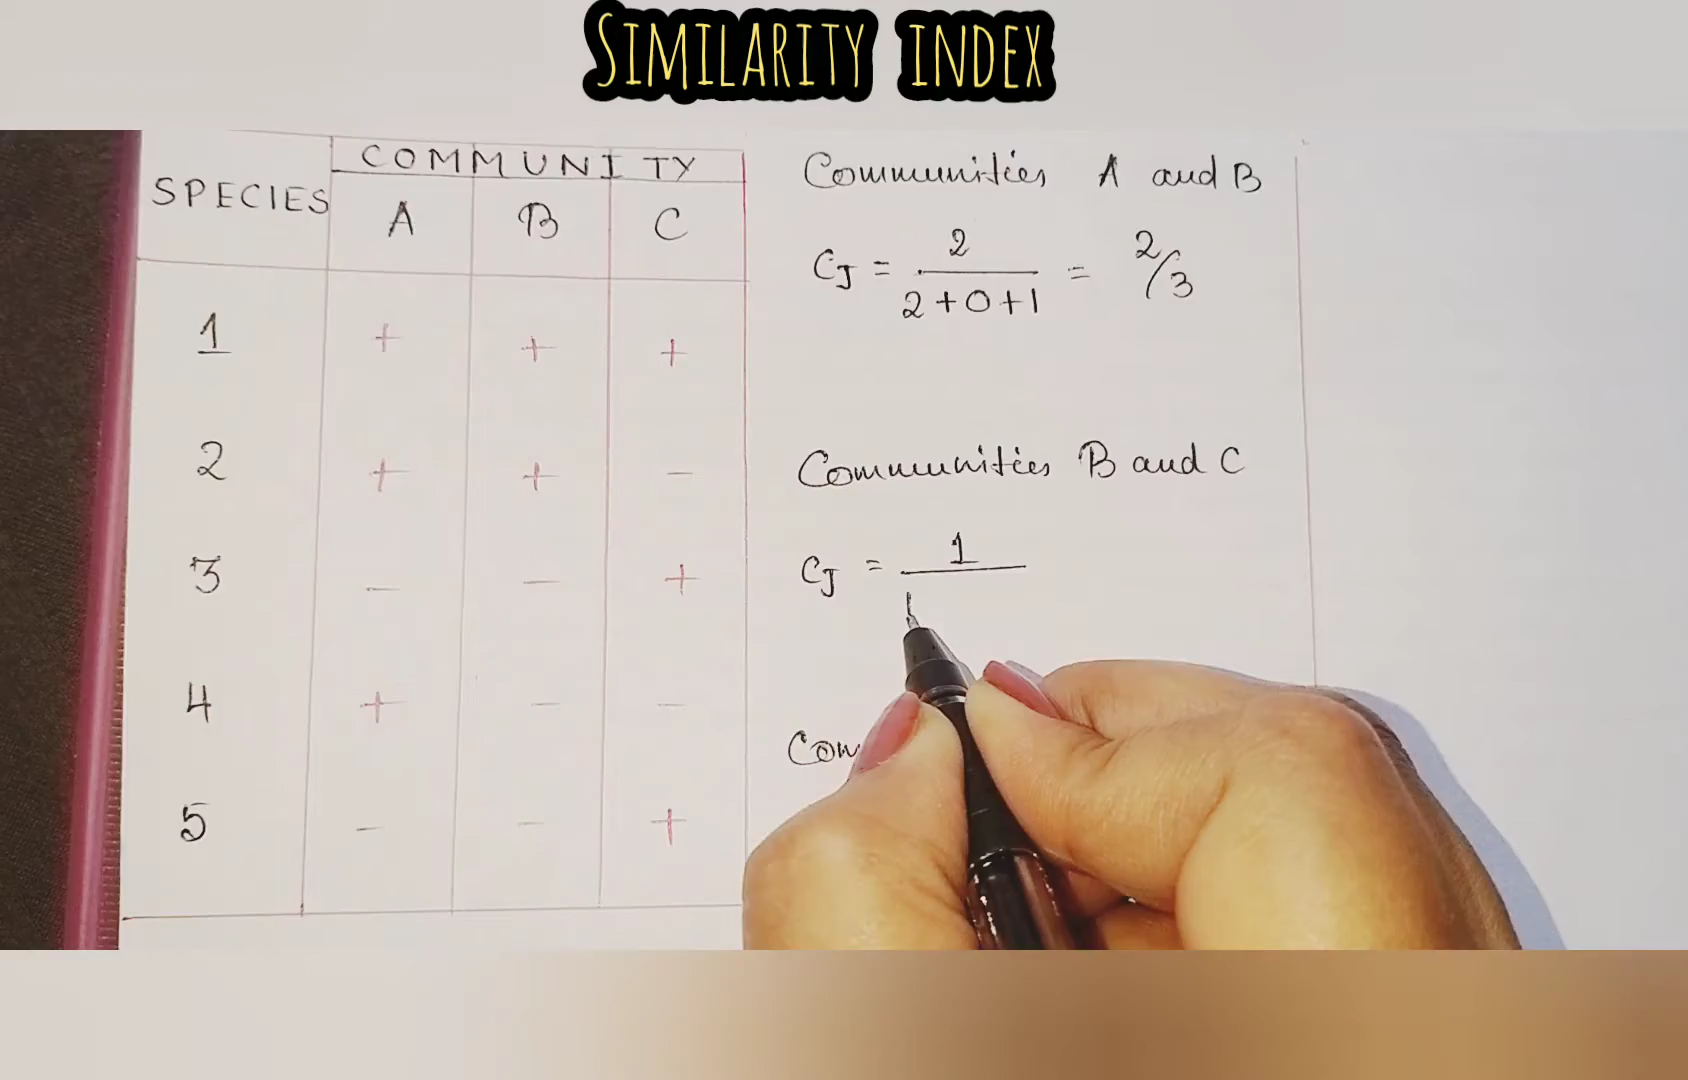 SIMILARITY INDEX
SPECIES
COMMUNITY
A B C
1 + + +
2 + + -
3 - - +
4 + - -
5 - - +
Communities A and B
CJ = 2 / 2+0+1 = 2/3
Communities B and C
CJ = 1
Com